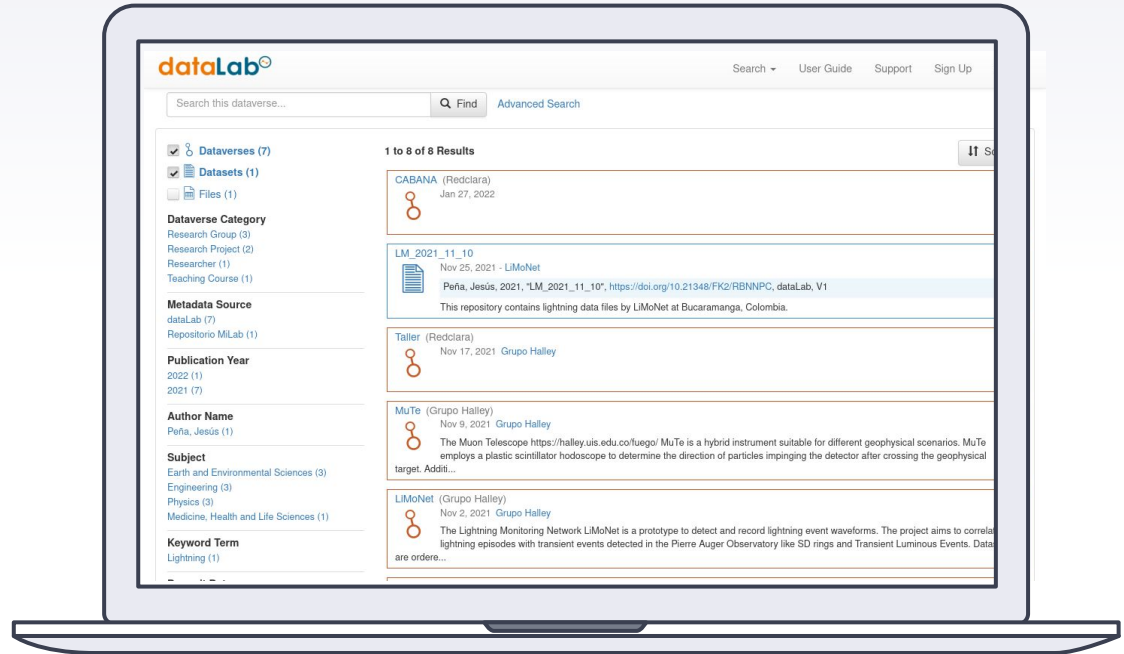 dataLab
Search User Guide Support Sign Up
Search this dataverse... Find Advanced Search
Dataverses (7)
Datasets (1)
Files (1)
Dataverse Category
Research Group (3)
Research Project (2)
Researcher (1)
Teaching Course (1)
Metadata Source
dataLab (7)
Repositorio MiLab (1)
Publication Year
2022 (1)
2021 (7)
Author Name
Peña, Jesús (1)
Subject
Earth and Environmental Sciences (3)
Engineering (3)
Physics (3)
Medicine, Health and Life Sciences (1)
Keyword Term
Lightning (1)
1 to 8 of 8 Results
CABANA (Redclara)
Jan 27, 2022
LM_2021_11_10
Nov 25, 2021 - LiMoNet
Peña, Jesús, 2021, "LM_2021_11_10", https://doi.org/10.21348/FK2/RBNNPC, dataLab, V1
This repository contains lightning data files by LiMoNet at Bucaramanga, Colombia.
Taller (Redclara)
Nov 17, 2021 Grupo Halley
MuTe (Grupo Halley)
Nov 9, 2021 Grupo Halley
The Muon Telescope https://halley.uis.edu.co/fuego/ MuTe is a hybrid instrument suitable for different geophysical scenarios. MuTe
employs a plastic scintillator hodoscope to determine the direction of particles impinging the detector after crossing the geophysical
target. Additi...
LiMoNet (Grupo Halley)
Nov 2, 2021 Grupo Halley
The Lightning Monitoring Network LiMoNet is a prototype to detect and record lightning event waveforms. The project aims to correlat
lightning episodes with transient events detected in the Pierre Auger Observatory like SD rings and Transient Luminous Events. Data
are ordere...